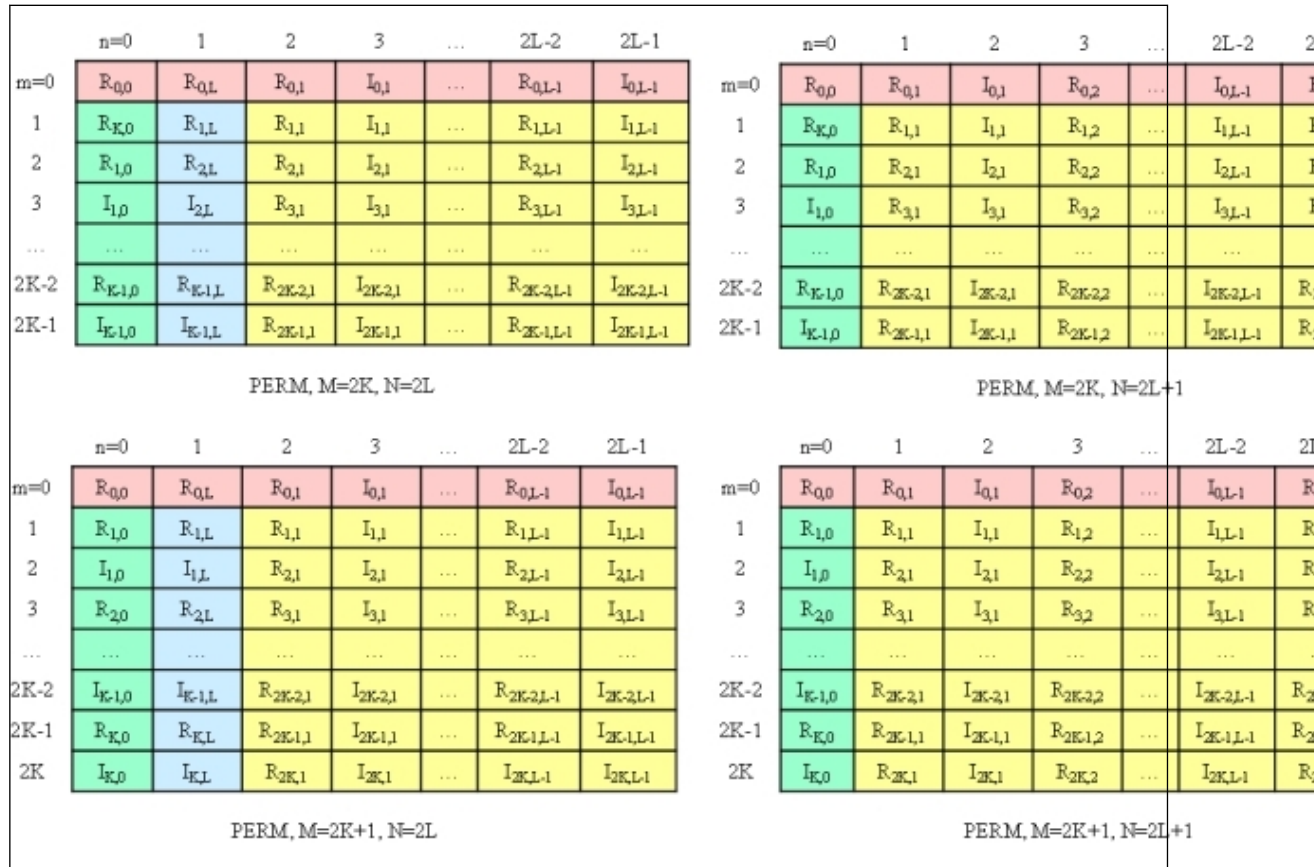 n=0 1 2 3 ... 2L-2 2L-1
m=0 R0,0 R0,L R0,1 I0,1 ... R0,L-1 I0,L-1
1 RK,0 R1,L R1,1 I1,1 ... R1,L-1 I1,L-1
2 R1,0 R2,L R2,1 I2,1 ... R2,L-1 I2,L-1
3 I1,0 I2,L R3,1 I3,1 ... R3,L-1 I3,L-1
... ... ... ... ... ... ... ...
2K-2 RK-1,0 RK-1,L R2K-2,1 I2K-2,1 ... R2K-2,L-1 I2K-2,L-1
2K-1 IK-1,0 IK-1,L R2K-1,1 I2K-1,1 ... R2K-1,L-1 I2K-1,L-1
PERM, M=2K, N=2L
n=0 1 2 3 ... 2L-2
m=0 R0,0 R0,1 I0,1 R0,2 ... I0,L-1
1 RK,0 R1,1 I1,1 R1,2 ... I1,L-1
2 R1,0 R2,1 I2,1 R2,2 ... I2,L-1
3 I1,0 R3,1 I3,1 R3,2 ... I3,L-1
... ... ... ... ... ... ...
2K-2 RK-1,0 R2K-2,1 I2K-2,1 R2K-2,2 ... I2K-2,L-1
2K-1 IK-1,0 R2K-1,1 I2K-1,1 R2K-1,2 ... I2K-1,L-1
PERM, M=2K, N=2L+1
n=0 1 2 3 ... 2L-2 2L-1
m=0 R0,0 R0,L R0,1 I0,1 ... R0,L-1 I0,L-1
1 R1,0 R1,L R1,1 I1,1 ... R1,L-1 I1,L-1
2 I1,0 I1,L R2,1 I2,1 ... R2,L-1 I2,L-1
3 R2,0 R2,L R3,1 I3,1 ... R3,L-1 I3,L-1
... ... ... ... ... ... ... ...
2K-2 IK-1,0 IK-1,L R2K-2,1 I2K-2,1 ... R2K-2,L-1 I2K-2,L-1
2K-1 RK,0 RK,L R2K-1,1 I2K-1,1 ... R2K-1,L-1 I2K-1,L-1
2K IK,0 IK,L R2K,1 I2K,1 ... R2K,L-1 I2K,L-1
PERM, M=2K+1, N=2L
n=0 1 2 3 ... 2L-2
m=0 R0,0 R0,1 I0,1 R0,2 ... I0,L-1
1 R1,0 R1,1 I1,1 R1,2 ... I1,L-1
2 I1,0 R2,1 I2,1 R2,2 ... I2,L-1
3 R2,0 R3,1 I3,1 R3,2 ... I3,L-1
... ... ... ... ... ... ...
2K-2 IK-1,0 R2K-2,1 I2K-2,1 R2K-2,2 ... I2K-2,L-1
2K-1 RK,0 R2K-1,1 I2K-1,1 R2K-1,2 ... I2K-1,L-1
2K IK,0 R2K,1 I2K,1 R2K,2 ... I2K,L-1
PERM, M=2K+1, N=2L+1